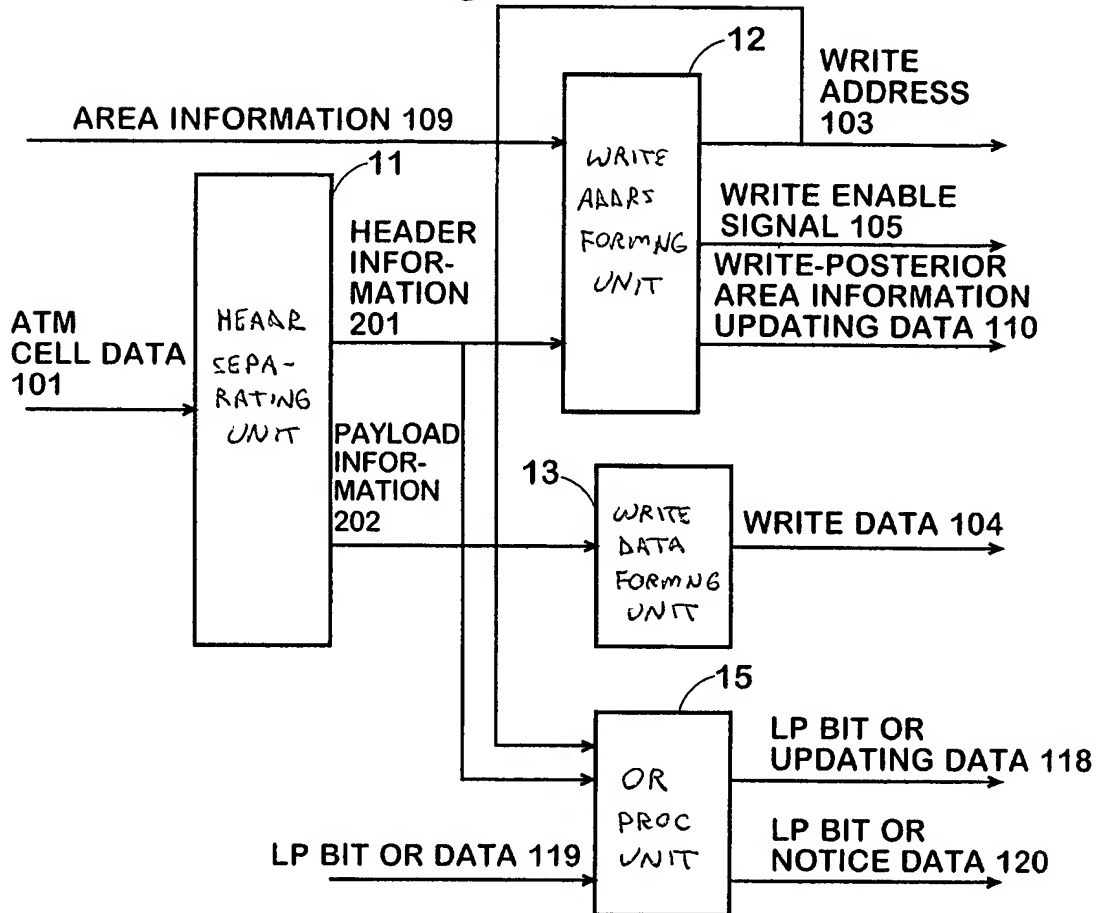 12
WRITE
ADDRESS
103
AREA INFORMATION 109
WRITE
ADDRS
FORMNG
UNIT
11
HEADER
INFOR-
MATION
201
WRITE ENABLE
SIGNAL 105
WRITE-POSTERIOR
AREA INFORMATION
UPDATING DATA 110
ATM
CELL DATA
101
HEADR
SEPA-
RATING
UNIT
PAYLOAD
INFOR-
MATION
202
13
WRITE
DATA
FORMNG
UNIT
WRITE DATA 104
15
OR
PROC
UNIT
LP BIT OR
UPDATING DATA 118
LP BIT OR DATA 119
LP BIT OR
NOTICE DATA 120